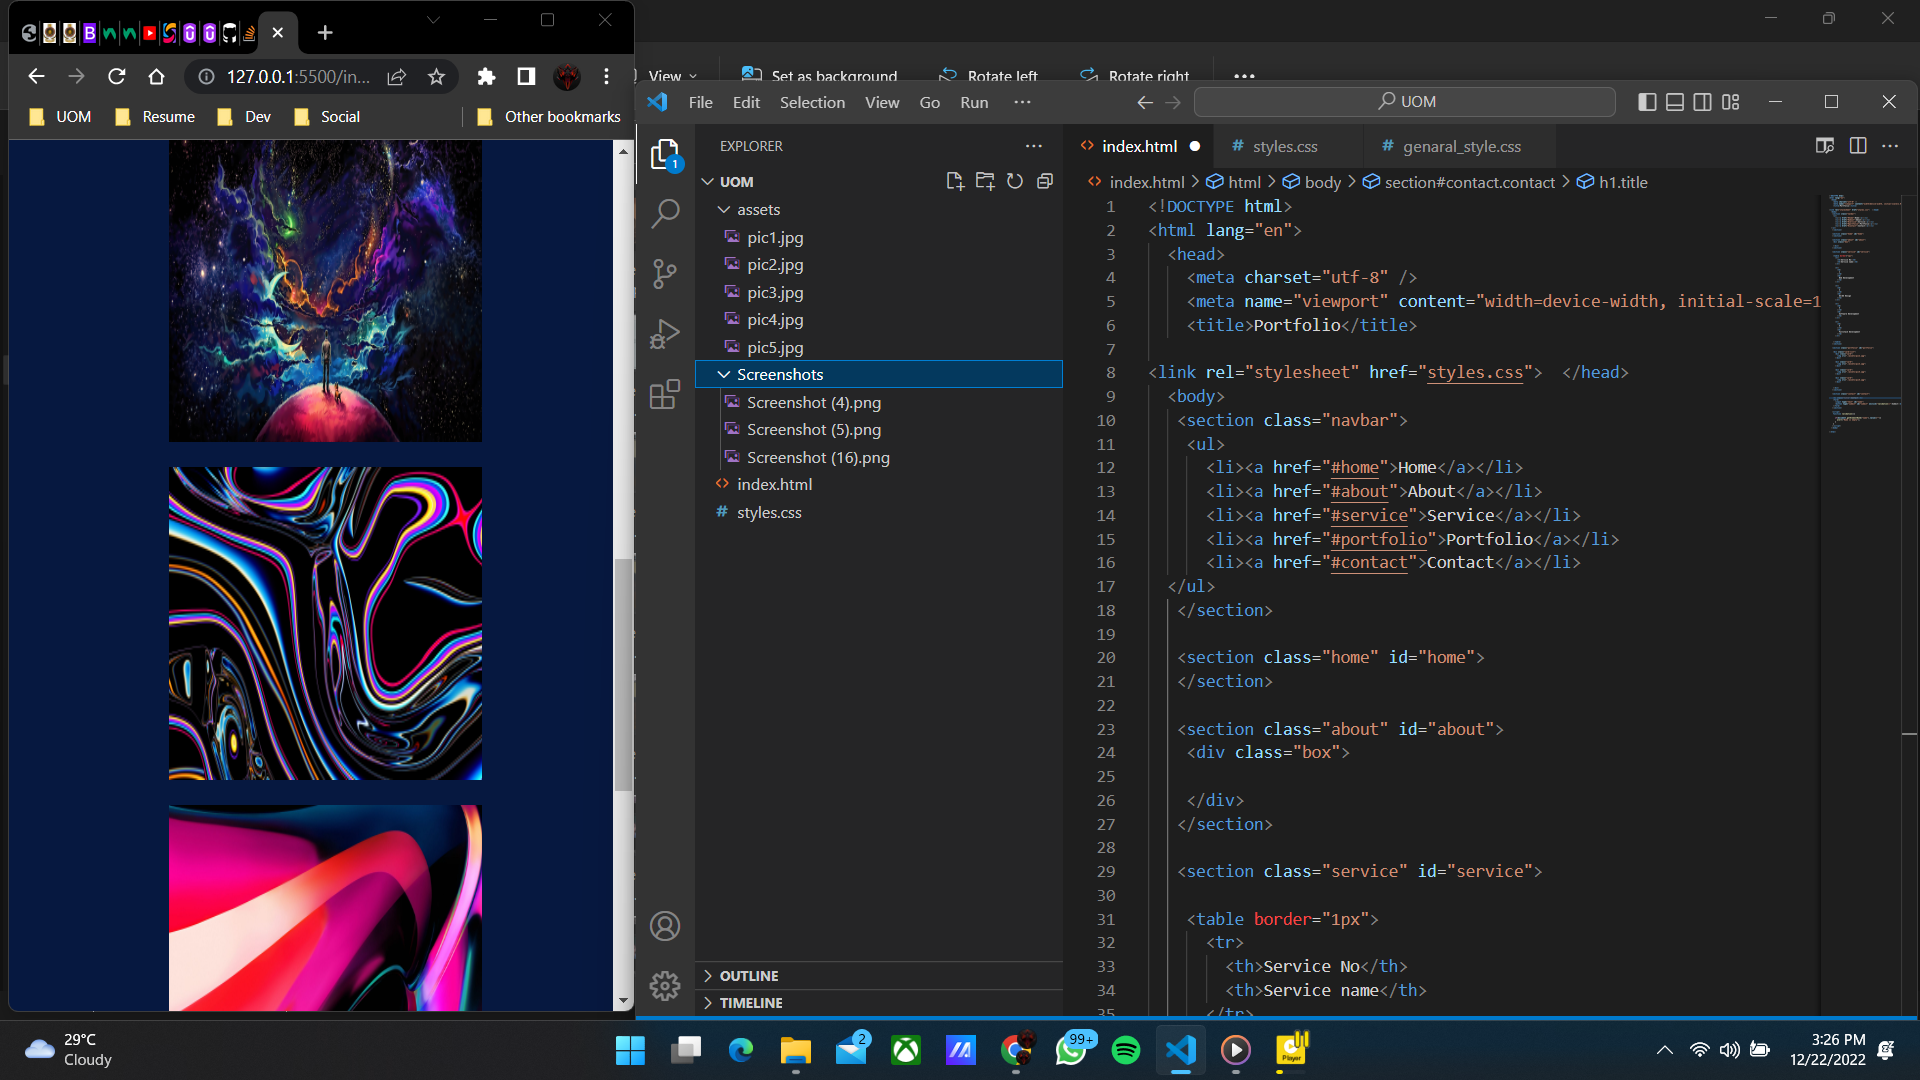 127.0.0.1:5500/in...
UOM
Resume
Dev
Social
Other bookmarks
View
Set as background
Rotate left
Rotate right
File Edit Selection View Go Run ...
UOM
EXPLORER
UOM
assets
pic1.jpg
pic2.jpg
pic3.jpg
pic4.jpg
pic5.jpg
Screenshots
Screenshot (4).png
Screenshot (5).png
Screenshot (16).png
index.html
styles.css
OUTLINE
TIMELINE
1
index.html
styles.css
genaral_style.css
index.html > html > body > section#contact.contact > h1.title
1 <!DOCTYPE html>
2 <html lang="en">
3 <head>
4 <meta charset="utf-8" />
5 <meta name="viewport" content="width=device-width, initial-scale=1
6 <title>Portfolio</title>
7
8 <link rel="stylesheet" href="styles.css"> </head>
9 <body>
10 <section class="navbar">
11 <ul>
12 <li><a href="#home">Home</a></li>
13 <li><a href="#about">About</a></li>
14 <li><a href="#service">Service</a></li>
15 <li><a href="#portfolio">Portfolio</a></li>
16 <li><a href="#contact">Contact</a></li>
17 </ul>
18 </section>
19
20 <section class="home" id="home">
21 </section>
22
23 <section class="about" id="about">
24 <div class="box">
25
26 </div>
27 </section>
28
29 <section class="service" id="service">
30
31 <table border="1px">
32 <tr>
33 <th>Service No</th>
34 <th>Service name</th>
35 </tr>
29°C
Cloudy
2
99+
Player
3:26 PM
12/22/2022